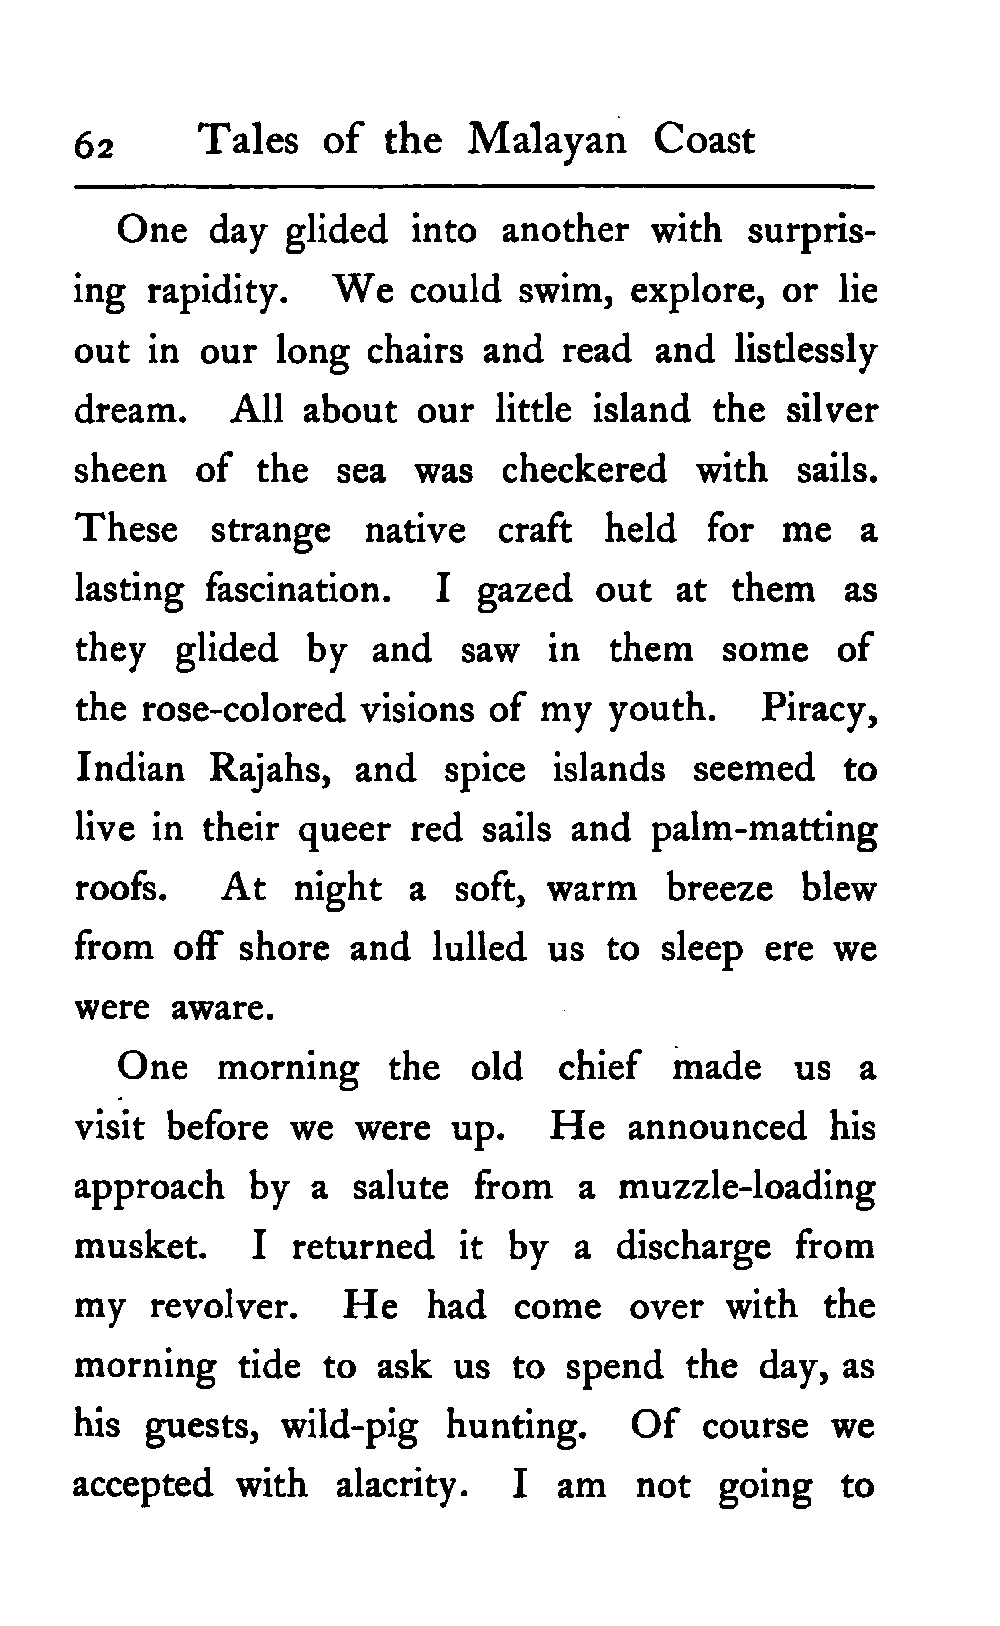 62 Tales of the Malayan Coast
One day glided into another with surpris-
ing rapidity. We could swim, explore, or lie
out in our long chairs and read and listlessly
dream. All about our little island the silver
sheen of the sea was checkered with sails.
These strange native craft held for me a
lasting fascination. I gazed out at them as
they glided by and saw in them some of
the rose-colored visions of my youth. Piracy,
Indian Rajahs, and spice islands seemed to
live in their queer red sails and palm-matting
roofs. At night a soft, warm breeze blew
from off shore and lulled us to sleep ere we
were aware.
One morning the old chief made us a
visit before we were up. He announced his
approach by a salute from a muzzle-loading
musket. I returned it by a discharge from
my revolver. He had come over with the
morning tide to ask us to spend the day, as
his guests, wild-pig hunting. Of course we
accepted with alacrity. I am not going to